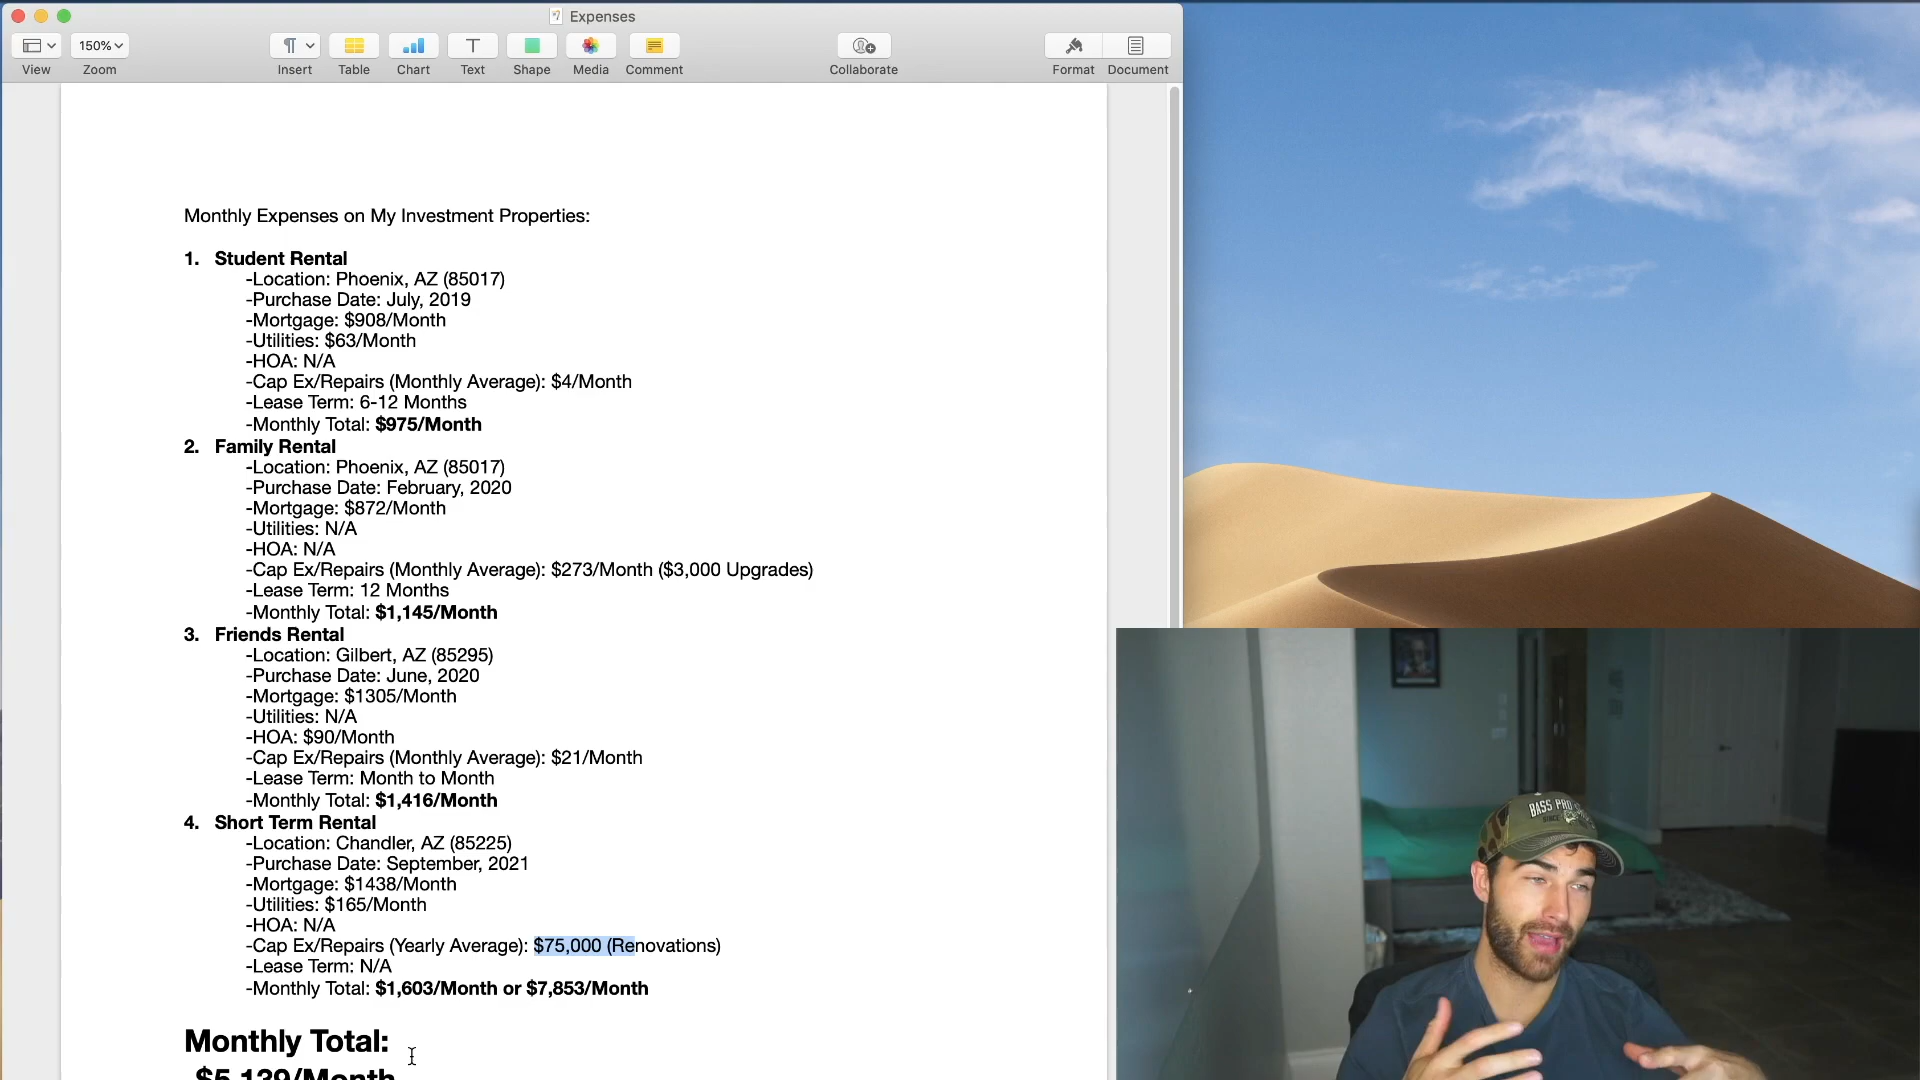 Expenses
150%
View
Zoom
Insert
Table
Chart
Text
Shape
Media
Comment
Collaborate
Format
Document
Monthly Expenses on My Investment Properties:
1. Student Rental
-Location: Phoenix, AZ (85017)
-Purchase Date: July, 2019
-Mortgage: $908/Month
-Utilities: $63/Month
-HOA: N/A
-Cap Ex/Repairs (Monthly Average): $4/Month
-Lease Term: 6-12 Months
-Monthly Total: $975/Month
2. Family Rental
-Location: Phoenix, AZ (85017)
-Purchase Date: February, 2020
-Mortgage: $872/Month
-Utilities: N/A
-HOA: N/A
-Cap Ex/Repairs (Monthly Average): $273/Month ($3,000 Upgrades)
-Lease Term: 12 Months
-Monthly Total: $1,145/Month
3. Friends Rental
-Location: Gilbert, AZ (85295)
-Purchase Date: June, 2020
-Mortgage: $1305/Month
-Utilities: N/A
-HOA: $90/Month
-Cap Ex/Repairs (Monthly Average): $21/Month
-Lease Term: Month to Month
-Monthly Total: $1,416/Month
4. Short Term Rental
-Location: Chandler, AZ (85225)
-Purchase Date: September, 2021
-Mortgage: $1438/Month
-Utilities: $165/Month
-HOA: N/A
-Cap Ex/Repairs (Yearly Average): $75,000 (Renovations)
-Lease Term: N/A
-Monthly Total: $1,603/Month or $7,853/Month
Monthly Total:
$5,139/Month
BASS PRO